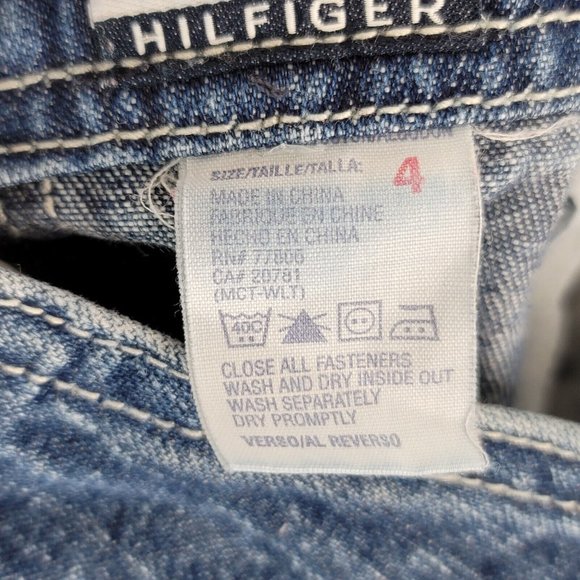 HILFIGER
SIZE/TAILLE/TALLA: 4
MADE IN CHINA
FABRIQUE EN CHINE
HECHO EN CHINA
RN# 77806
CA# 20781
(MCT-WLT)
40C
CLOSE ALL FASTENERS
WASH AND DRY INSIDE OUT
WASH SEPARATELY
DRY PROMPTLY
VERSO/AL REVERSO